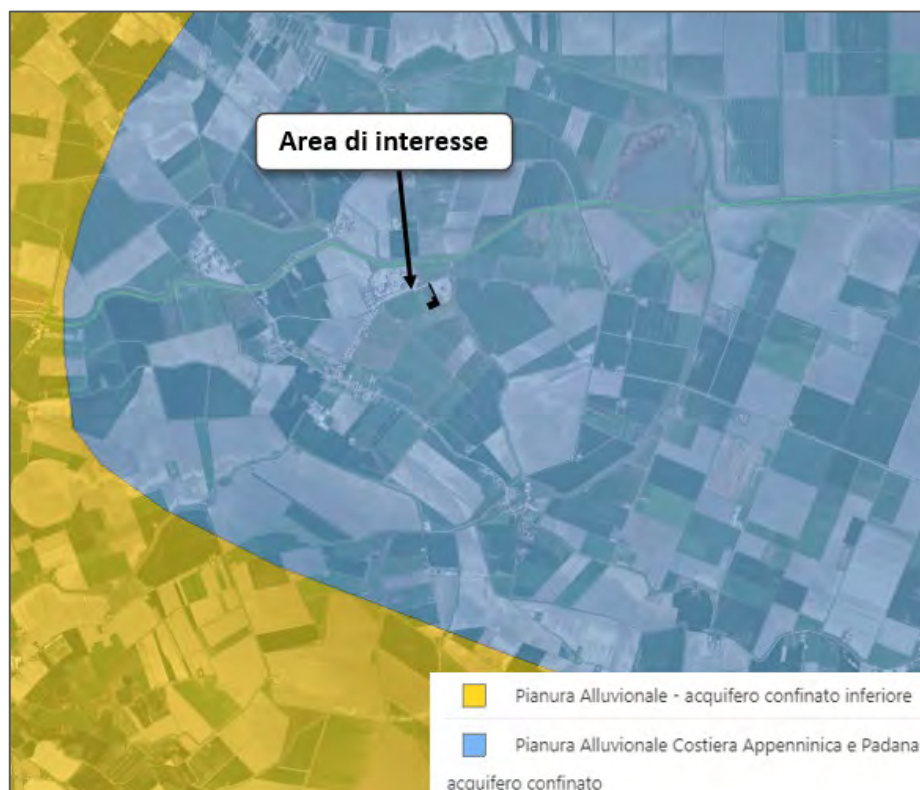 Area di interesse
Pianura Alluvionale - acquifero confinato inferiore
Pianura Alluvionale Costiera Appenninica e Padana
acquifero confinato